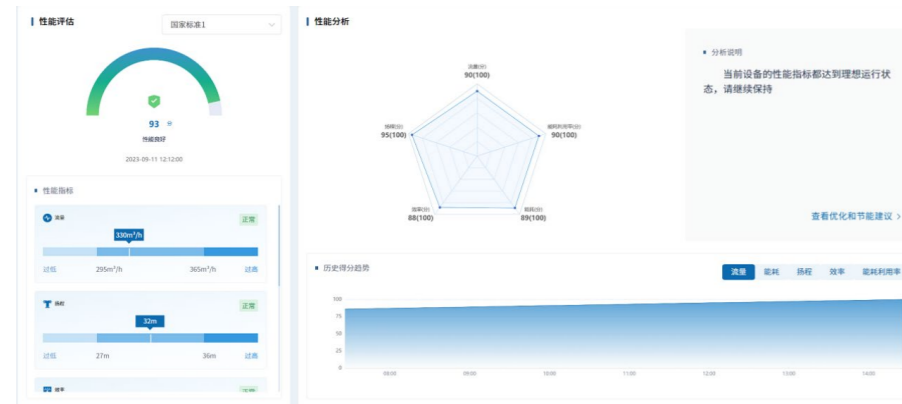 性能评估
国家标准1
93 分
性能良好
2023-09-11 12:12:00
性能指标
流量
正常
330m³/h
过低
295m³/h
365m³/h
过高
扬程
正常
32m
过低
27m
36m
过高
效率
正常
性能分析
流量(分)
90(100)
扬程(分)
95(100)
能耗利用率(分)
90(100)
效率(分)
88(100)
能耗(分)
89(100)
分析说明
当前设备的性能指标都达到理想运行状
态，请继续保持
查看优化和节能建议 >
历史得分趋势
流量 能耗 扬程 效率 能耗利用率
100
75
50
25
0
08:00 09:00 10:00 11:00 12:00 13:00 14:00